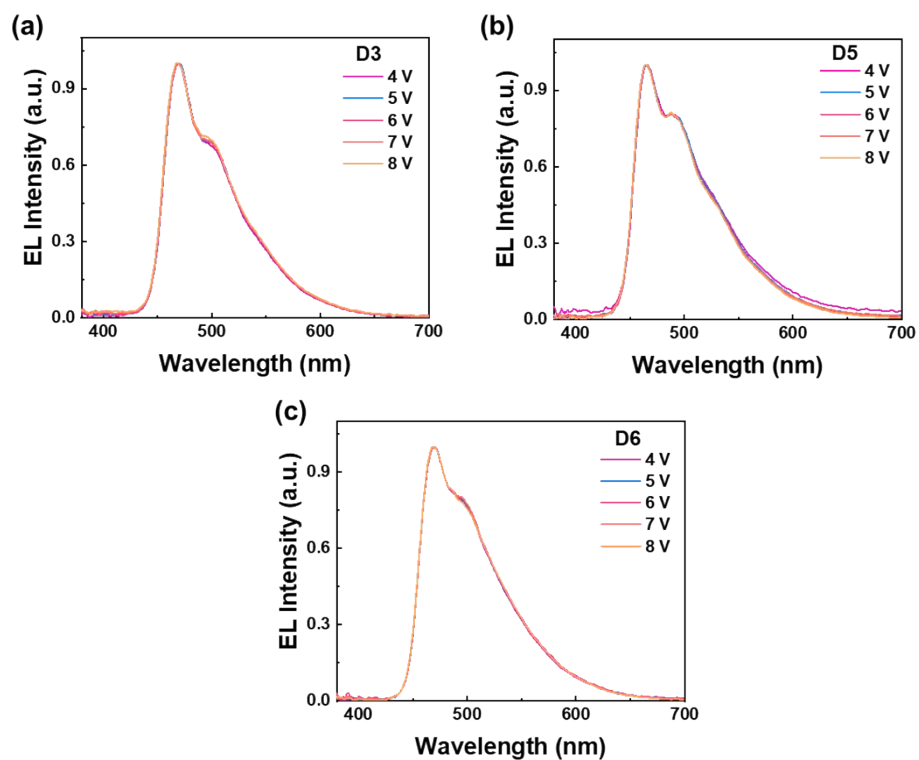 (a)
D3
4 V
5 V
6 V
7 V
8 V
EL Intensity (a.u.)
0.9
0.6
0.3
0.0
400 500 600 700
Wavelength (nm)
(b)
D5
4 V
5 V
6 V
7 V
8 V
EL Intensity (a.u.)
0.9
0.6
0.3
0.0
400 500 600 700
Wavelength (nm)
(c)
D6
4 V
5 V
6 V
7 V
8 V
EL Intensity (a.u.)
0.9
0.6
0.3
0.0
400 500 600 700
Wavelength (nm)